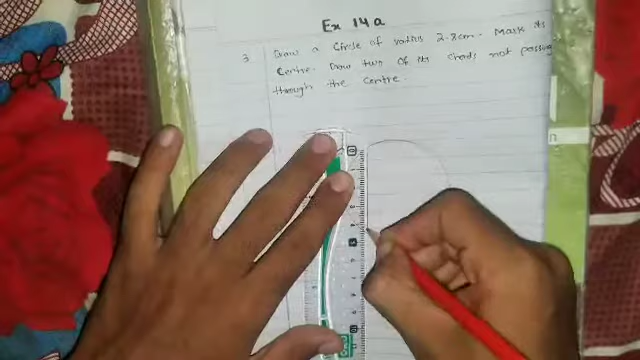 Ex 14a
3. Draw a Circle of radius 2.8cm. Mark its
Centre. Draw two of its chods not passing
through the centre.